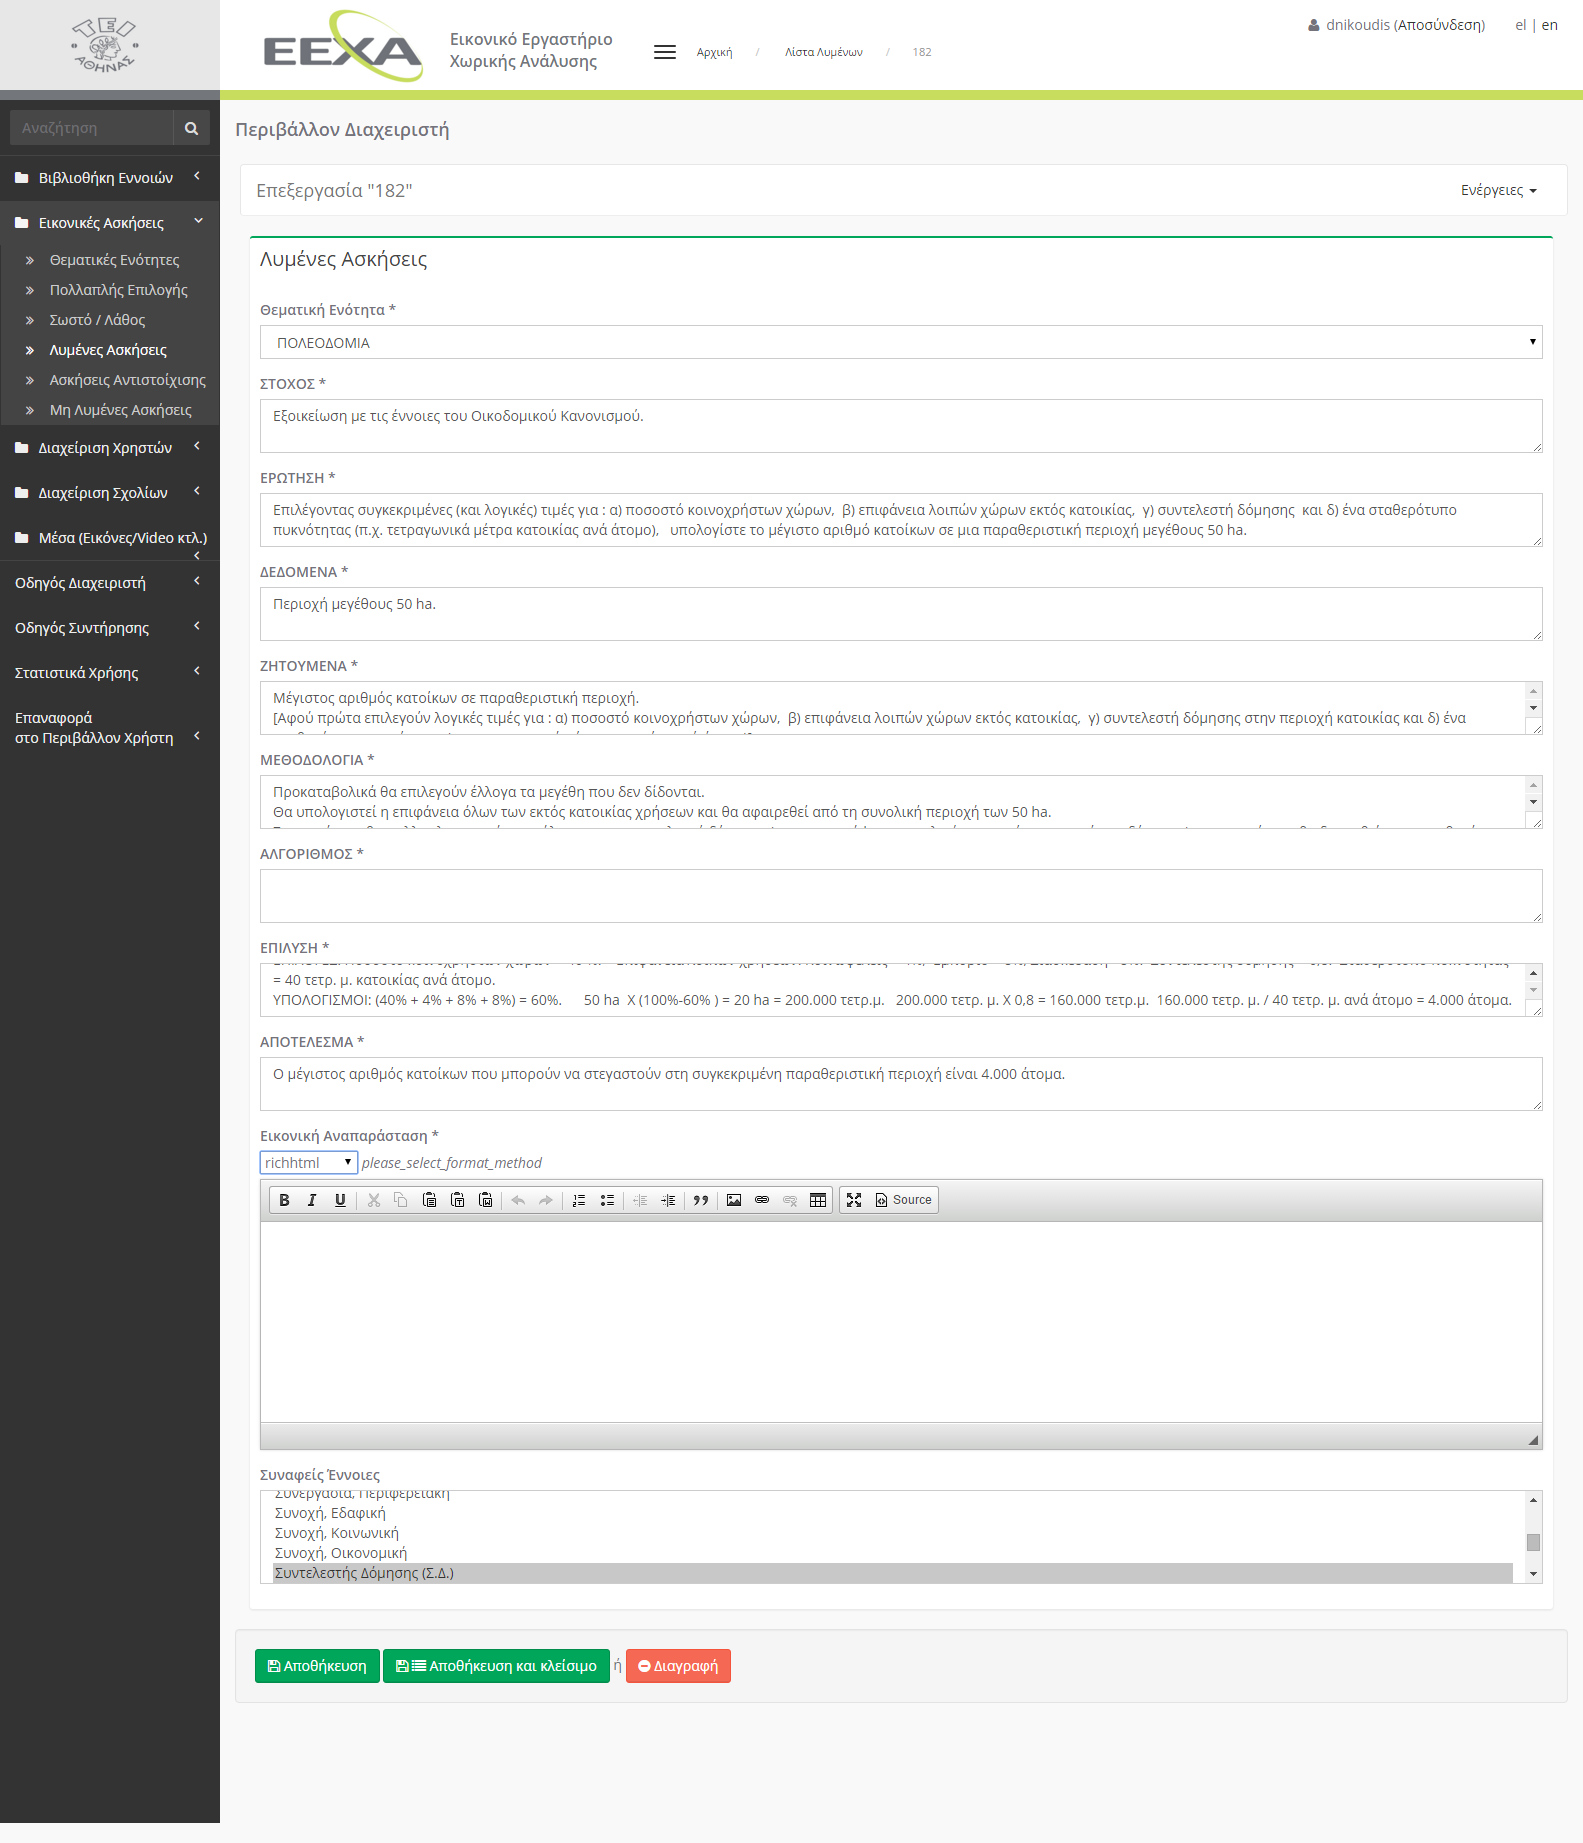 ΤΕΙ
ΑΘΗΝΑΣ
ΕΕΧΑ
Εικονικό Εργαστήριο
Χωρικής Ανάλυσης
Αρχική / Λίστα Λυμένων / 182
dnikoudis (Αποσύνδεση) el | en
Αναζήτηση
Βιβλιοθήκη Εννοιών
Εικονικές Ασκήσεις
Θεματικές Ενότητες
Πολλαπλής Επιλογής
Σωστό / Λάθος
Λυμένες Ασκήσεις
Ασκήσεις Αντιστοίχισης
Μη Λυμένες Ασκήσεις
Διαχείριση Χρηστών
Διαχείριση Σχολίων
Μέσα (Εικόνες/Video κτλ.)
Οδηγός Διαχειριστή
Οδηγός Συντήρησης
Στατιστικά Χρήσης
Επαναφορά
στο Περιβάλλον Χρήστη
Περιβάλλον Διαχειριστή
Επεξεργασία "182"
Ενέργειες
Λυμένες Ασκήσεις
Θεματική Ενότητα *
ΠΟΛΕΟΔΟΜΙΑ
ΣΤΟΧΟΣ *
Εξοικείωση με τις έννοιες του Οικοδομικού Κανονισμού.
ΕΡΩΤΗΣΗ *
Επιλέγοντας συγκεκριμένες (και λογικές) τιμές για : α) ποσοστό κοινοχρήστων χώρων,  β) επιφάνεια λοιπών χώρων εκτός κατοικίας,  γ) συντελεστή δόμησης  και δ) ένα σταθερότυπο
πυκνότητας (π.χ. τετραγωνικά μέτρα κατοικίας ανά άτομο),   υπολογίστε το μέγιστο αριθμό κατοίκων σε μια παραθεριστική περιοχή μεγέθους 50 ha.
ΔΕΔΟΜΕΝΑ *
Περιοχή μεγέθους 50 ha.
ΖΗΤΟΥΜΕΝΑ *
Μέγιστος αριθμός κατοίκων σε παραθεριστική περιοχή.
[Αφού πρώτα επιλεγούν λογικές τιμές για : α) ποσοστό κοινοχρήστων χώρων,  β) επιφάνεια λοιπών χώρων εκτός κατοικίας,  γ) συντελεστή δόμησης στην περιοχή κατοικίας και δ) ένα
ΜΕΘΟΔΟΛΟΓΙΑ *
Προκαταβολικά θα επιλεγούν έλλογα τα μεγέθη που δεν δίδονται.
Θα υπολογιστεί η επιφάνεια όλων των εκτός κατοικίας χρήσεων και θα αφαιρεθεί από τη συνολική περιοχή των 50 ha.
ΑΛΓΟΡΙΘΜΟΣ *
ΕΠΙΛΥΣΗ *
= 40 τετρ. μ. κατοικίας ανά άτομο.
ΥΠΟΛΟΓΙΣΜΟΙ: (40% + 4% + 8% + 8%) = 60%.      50 ha  Χ (100%-60% ) = 20 ha = 200.000 τετρ.μ.   200.000 τετρ. μ. Χ 0,8 = 160.000 τετρ.μ.  160.000 τετρ. μ. / 40 τετρ. μ. ανά άτομο = 4.000 άτομα.
ΑΠΟΤΕΛΕΣΜΑ *
Ο μέγιστος αριθμός κατοίκων που μπορούν να στεγαστούν στη συγκεκριμένη παραθεριστική περιοχή είναι 4.000 άτομα.
Εικονική Αναπαράσταση *
richhtml please_select_format_method
Source
Συναφείς Έννοιες
Συνεργασία, Περιφερειακή
Συνοχή, Εδαφική
Συνοχή, Κοινωνική
Συνοχή, Οικονομική
Συντελεστής Δόμησης (Σ.Δ.)
Αποθήκευση Αποθήκευση και κλείσιμο ή Διαγραφή